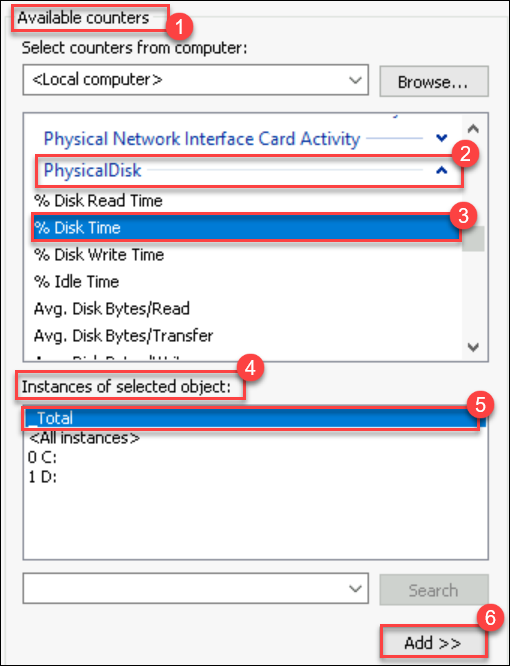 Available counters
1
Select counters from computer:
<Local computer>
Browse...
Physical Network Interface Card Activity
2
PhysicalDisk
% Disk Read Time
3
% Disk Time
% Disk Write Time
% Idle Time
Avg. Disk Bytes/Read
Avg. Disk Bytes/Transfer
4
Instances of selected object:
5
_Total
<All instances>
0 C:
1 D:
Search
6
Add >>